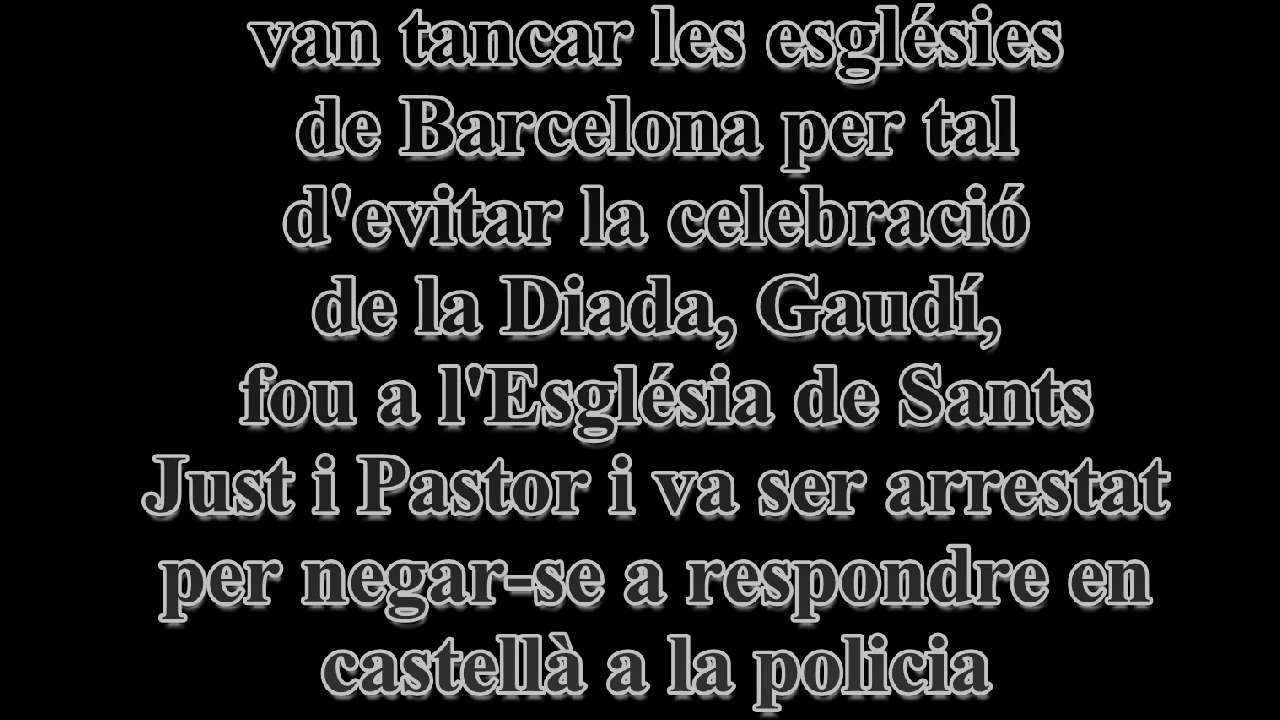 van tancar les esglésies
de Barcelona per tal
d'evitar la celebració
de la Diada, Gaudí,
fou a l'Església de Sants
Just i Pastor i va ser arrestat
per negar-se a respondre en
castellà a la policia